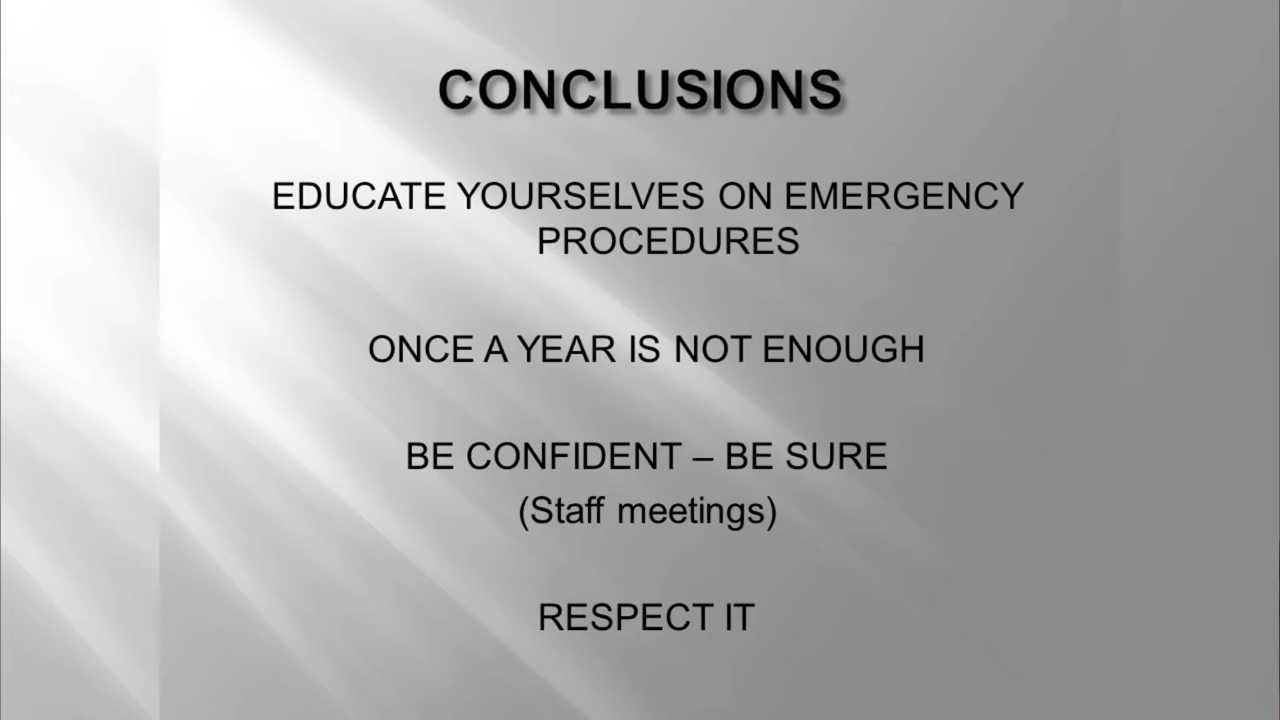 CONCLUSIONS
EDUCATE YOURSELVES ON EMERGENCY
PROCEDURES
ONCE A YEAR IS NOT ENOUGH
BE CONFIDENT – BE SURE
(Staff meetings)
RESPECT IT